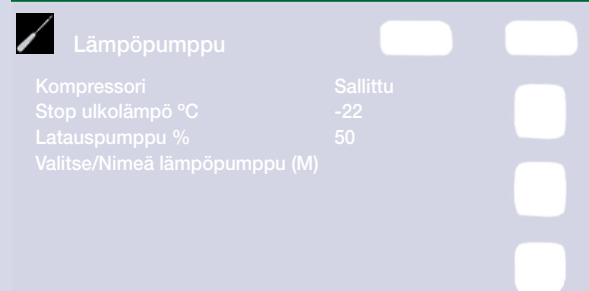 Lämpöpumppu
Kompressori Sallittu
Stop ulkolämpö °C -22
Latauspumppu % 50
Valitse/Nimeä lämpöpumppu (M)